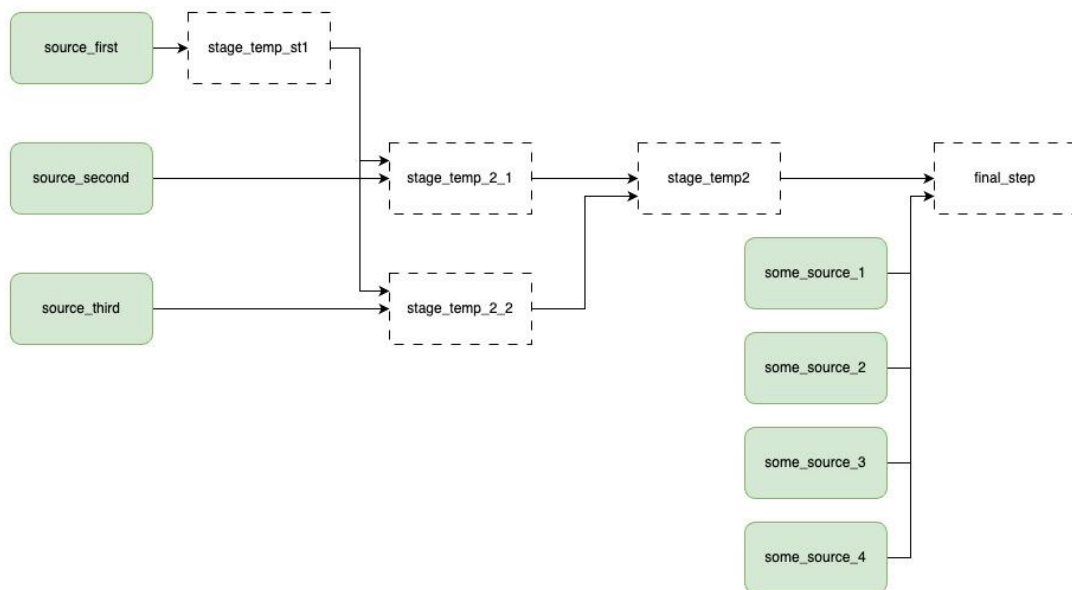 source_first
stage_temp_st1
source_second
stage_temp_2_1
stage_temp2
final_step
some_source_1
source_third
stage_temp_2_2
some_source_2
some_source_3
some_source_4